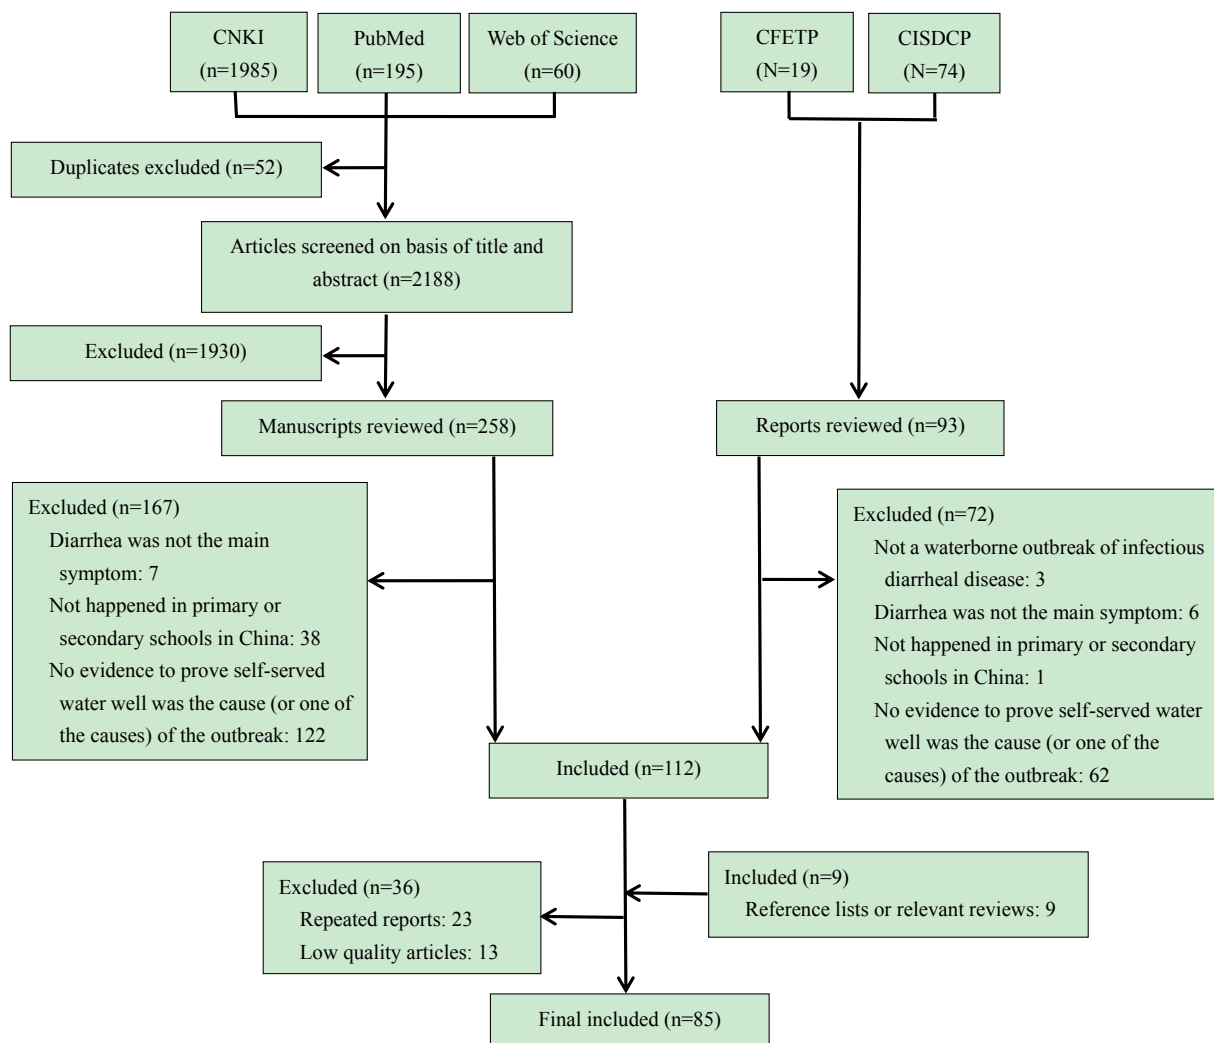 CNKI
(n=1985)
PubMed
(n=195)
Web of Science
(n=60)
CFETP
(N=19)
CISDCP
(N=74)
Duplicates excluded (n=52)
Articles screened on basis of title and
abstract (n=2188)
Excluded (n=1930)
Manuscripts reviewed (n=258)
Reports reviewed (n=93)
Excluded (n=167)
Diarrhea was not the main
symptom: 7
Not happened in primary or
secondary schools in China: 38
No evidence to prove self-served
water well was the cause (or one of
the causes) of the outbreak: 122
Excluded (n=72)
Not a waterborne outbreak of infectious
diarrheal disease: 3
Diarrhea was not the main symptom: 6
Not happened in primary or secondary
schools in China: 1
No evidence to prove self-served water
well was the cause (or one of the
causes) of the outbreak: 62
Included (n=112)
Excluded (n=36)
Repeated reports: 23
Low quality articles: 13
Included (n=9)
Reference lists or relevant reviews: 9
Final included (n=85)